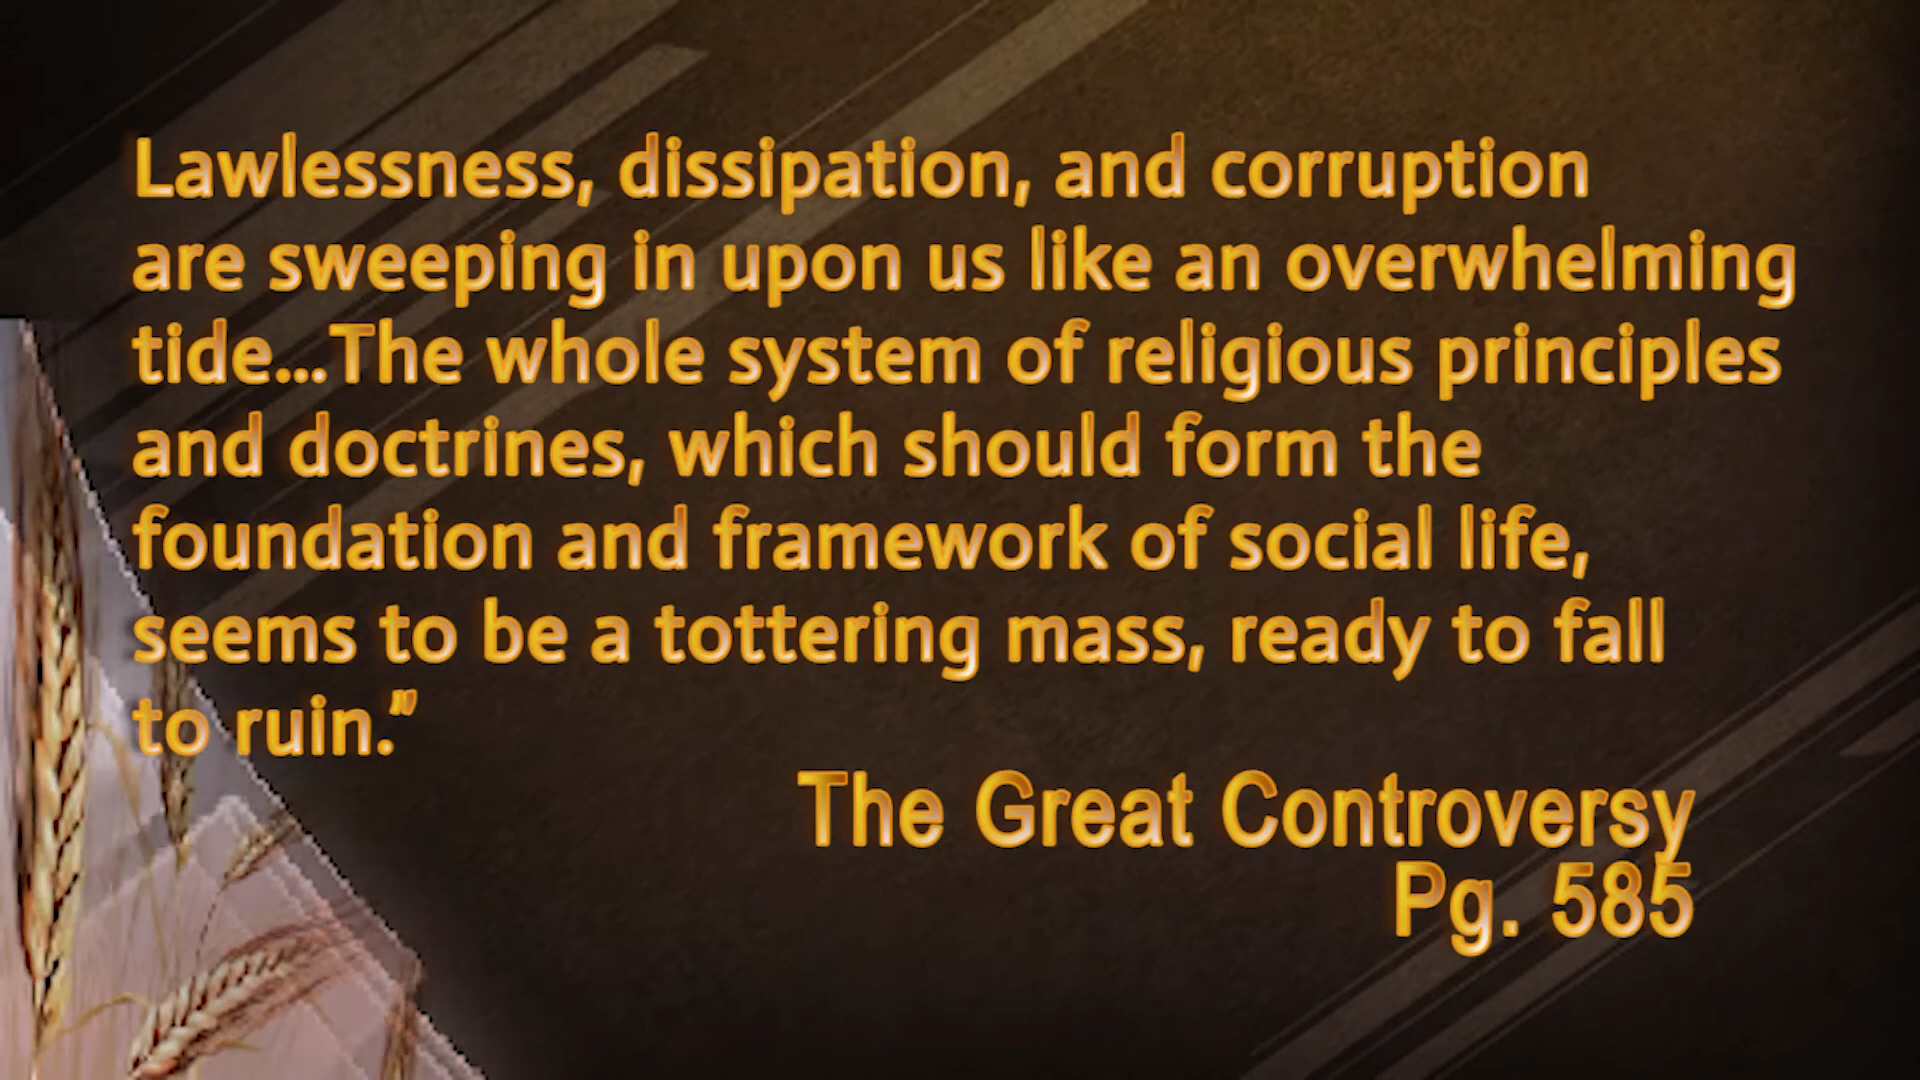 Lawlessness, dissipation, and corruption
are sweeping in upon us like an overwhelming
tide...The whole system of religious principles
and doctrines, which should form the
foundation and framework of social life,
seems to be a tottering mass, ready to fall
to ruin.”
The Great Controversy
Pg. 585